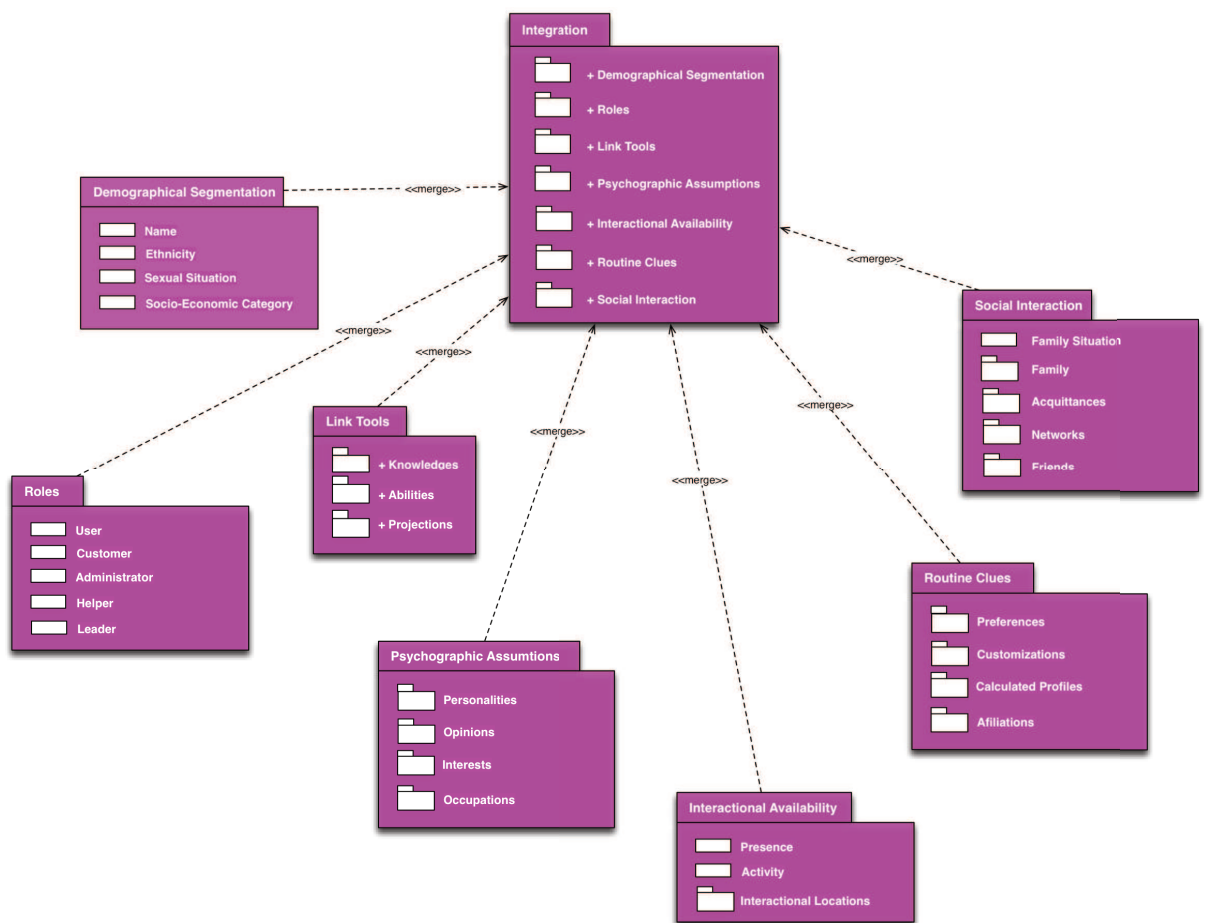 Integration
+ Demographical Segmentation
+ Roles
+ Link Tools
+ Psychographic Assumptions
+ Interactional Availability
+ Routine Clues
+ Social Interaction
Demographical Segmentation
Name
Ethnicity
Sexual Situation
Socio-Economic Category
<<merge>>
<<merge>>
<<merge>>
<<merge>>
<<merge>>
<<merge>>
<<merge>>
Social Interaction
Family Situation
Family
Acquittances
Networks
Friends
Link Tools
+ Knowledges
+ Abilities
+ Projections
Roles
User
Customer
Administrator
Helper
Leader
Routine Clues
Preferences
Customizations
Calculated Profiles
Afiliations
Psychographic Assumtions
Personalities
Opinions
Interests
Occupations
Interactional Availability
Presence
Activity
Interactional Locations